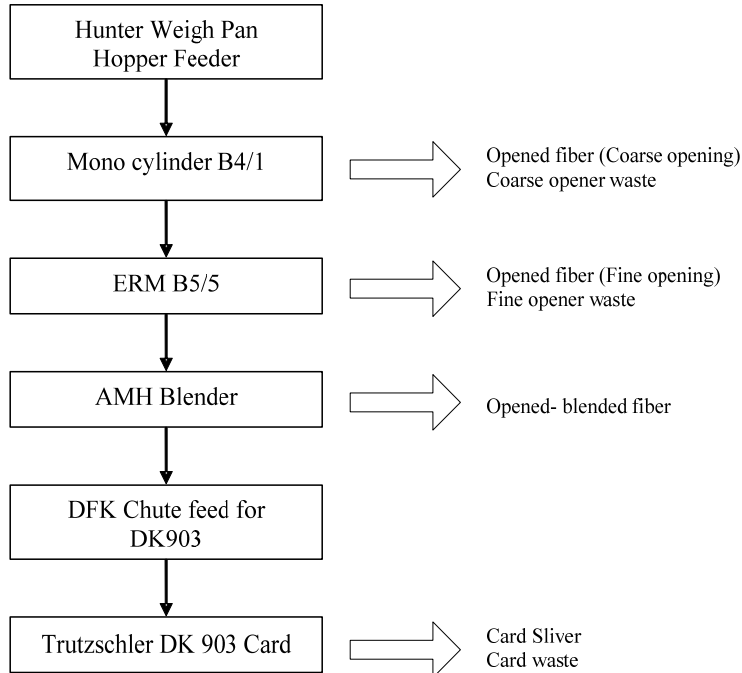 Hunter Weigh Pan
Hopper Feeder
Mono cylinder B4/1
Opened fiber (Coarse opening)
Coarse opener waste
ERM B5/5
Opened fiber (Fine opening)
Fine opener waste
AMH Blender
Opened- blended fiber
DFK Chute feed for
DK903
Trutzschler DK 903 Card
Card Sliver
Card waste